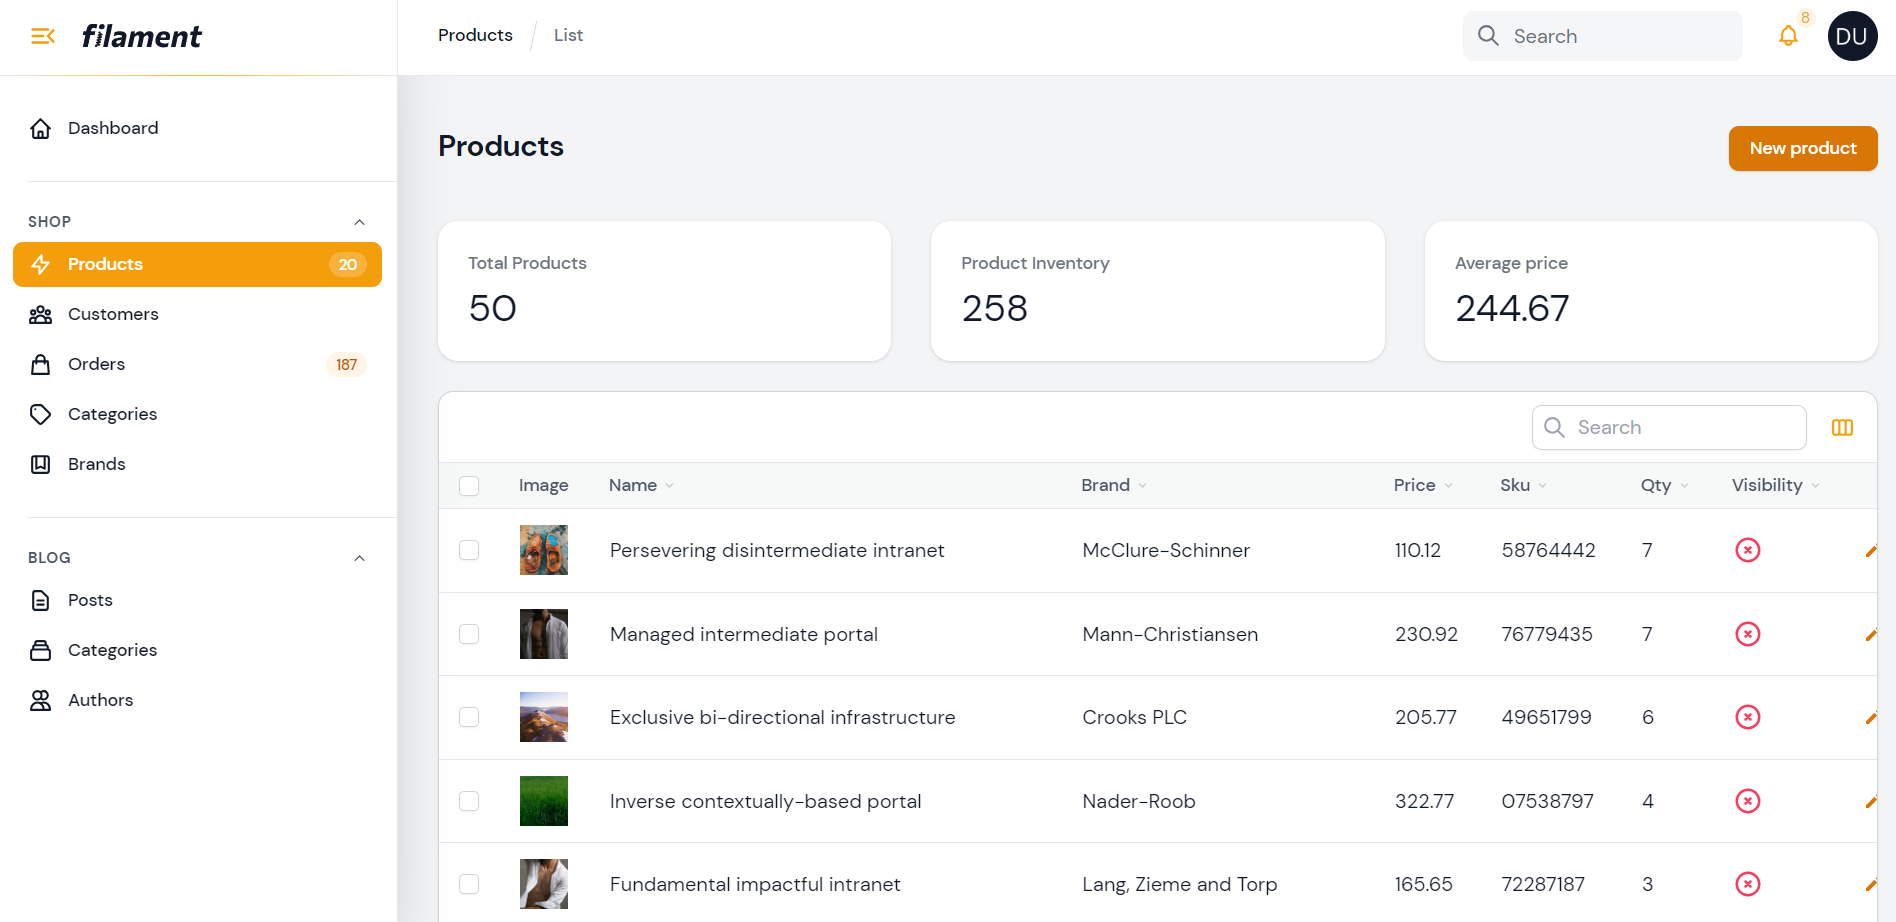 filament
Products
List
Search
8
DU
Dashboard
SHOP
Products 20
Customers
Orders 187
Categories
Brands
BLOG
Posts
Categories
Authors
Products
New product
Total Products
50
Product Inventory
258
Average price
244.67
Search
Image Name Brand Price Sku Qty Visibility
Persevering disintermediate intranet McClure-Schinner 110.12 58764442 7
Managed intermediate portal Mann-Christiansen 230.92 76779435 7
Exclusive bi-directional infrastructure Crooks PLC 205.77 49651799 6
Inverse contextually-based portal Nader-Roob 322.77 07538797 4
Fundamental impactful intranet Lang, Zieme and Torp 165.65 72287187 3